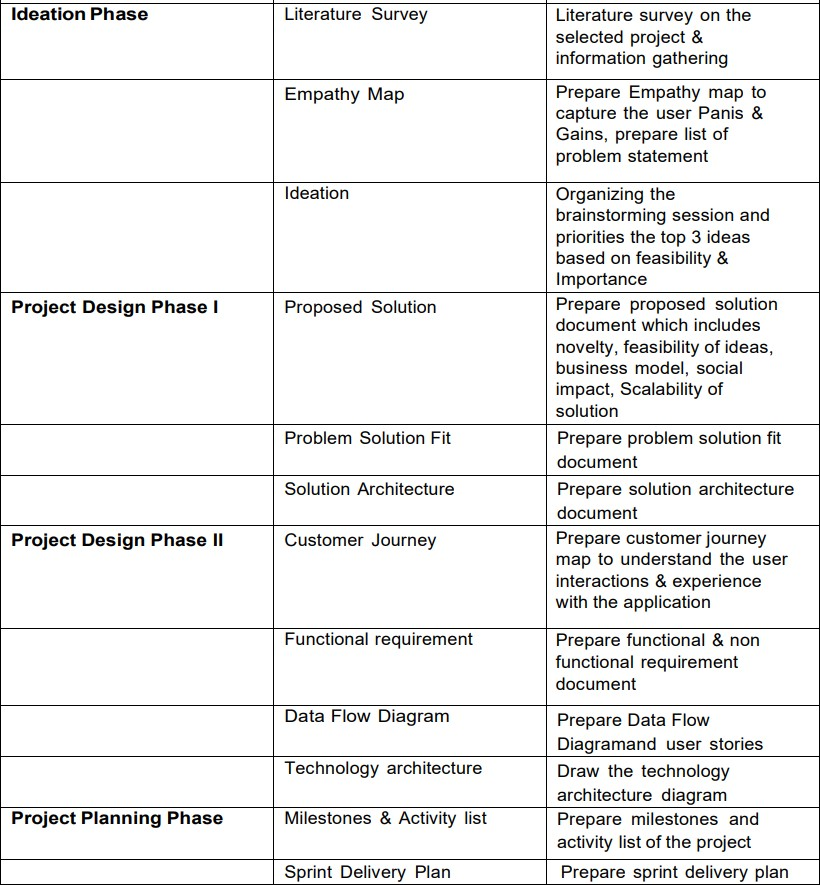 Ideation Phase
Literature Survey
Literature survey on the
selected project &
information gathering
Empathy Map
Prepare Empathy map to
capture the user Panis &
Gains, prepare list of
problem statement
Ideation
Organizing the
brainstorming session and
priorities the top 3 ideas
based on feasibility &
Importance
Project Design Phase I
Proposed Solution
Prepare proposed solution
document which includes
novelty, feasibility of ideas,
business model, social
impact, Scalability of
solution
Problem Solution Fit
Prepare problem solution fit
document
Solution Architecture
Prepare solution architecture
document
Project Design Phase II
Customer Journey
Prepare customer journey
map to understand the user
interactions & experience
with the application
Functional requirement
Prepare functional & non
functional requirement
document
Data Flow Diagram
Prepare Data Flow
Diagramand user stories
Technology architecture
Draw the technology
architecture diagram
Project Planning Phase
Milestones & Activity list
Prepare milestones and
activity list of the project
Sprint Delivery Plan
Prepare sprint delivery plan